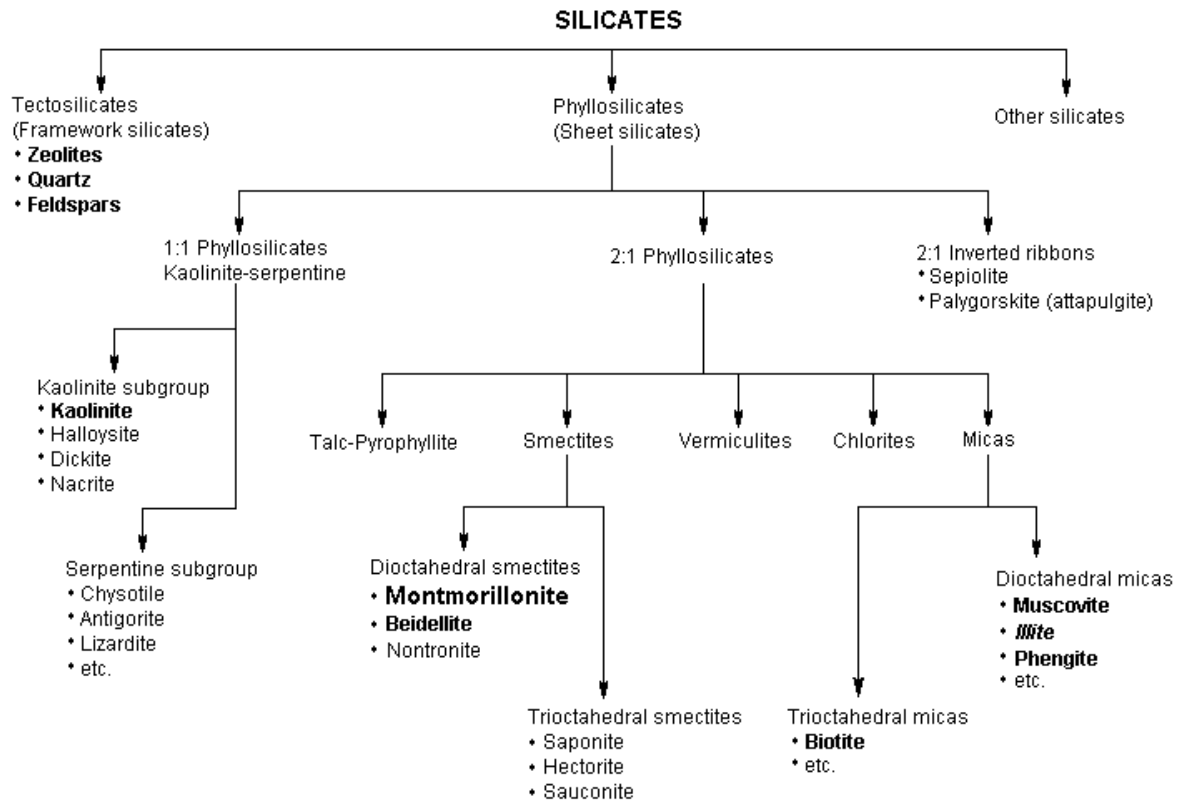 SILICATES
Tectosilicates
(Framework silicates)
• Zeolites
• Quartz
• Feldspars
Phyllosilicates
(Sheet silicates)
Other silicates
1:1 Phyllosilicates
Kaolinite-serpentine
2:1 Phyllosilicates
2:1 Inverted ribbons
• Sepiolite
• Palygorskite (attapulgite)
Kaolinite subgroup
• Kaolinite
• Halloysite
• Dickite
• Nacrite
Talc-Pyrophyllite
Smectites
Vermiculites
Chlorites
Micas
Serpentine subgroup
• Chysotile
• Antigorite
• Lizardite
• etc.
Dioctahedral smectites
• Montmorillonite
• Beidellite
• Nontronite
Dioctahedral micas
• Muscovite
• Illite
• Phengite
• etc.
Trioctahedral smectites
• Saponite
• Hectorite
• Sauconite
Trioctahedral micas
• Biotite
• etc.